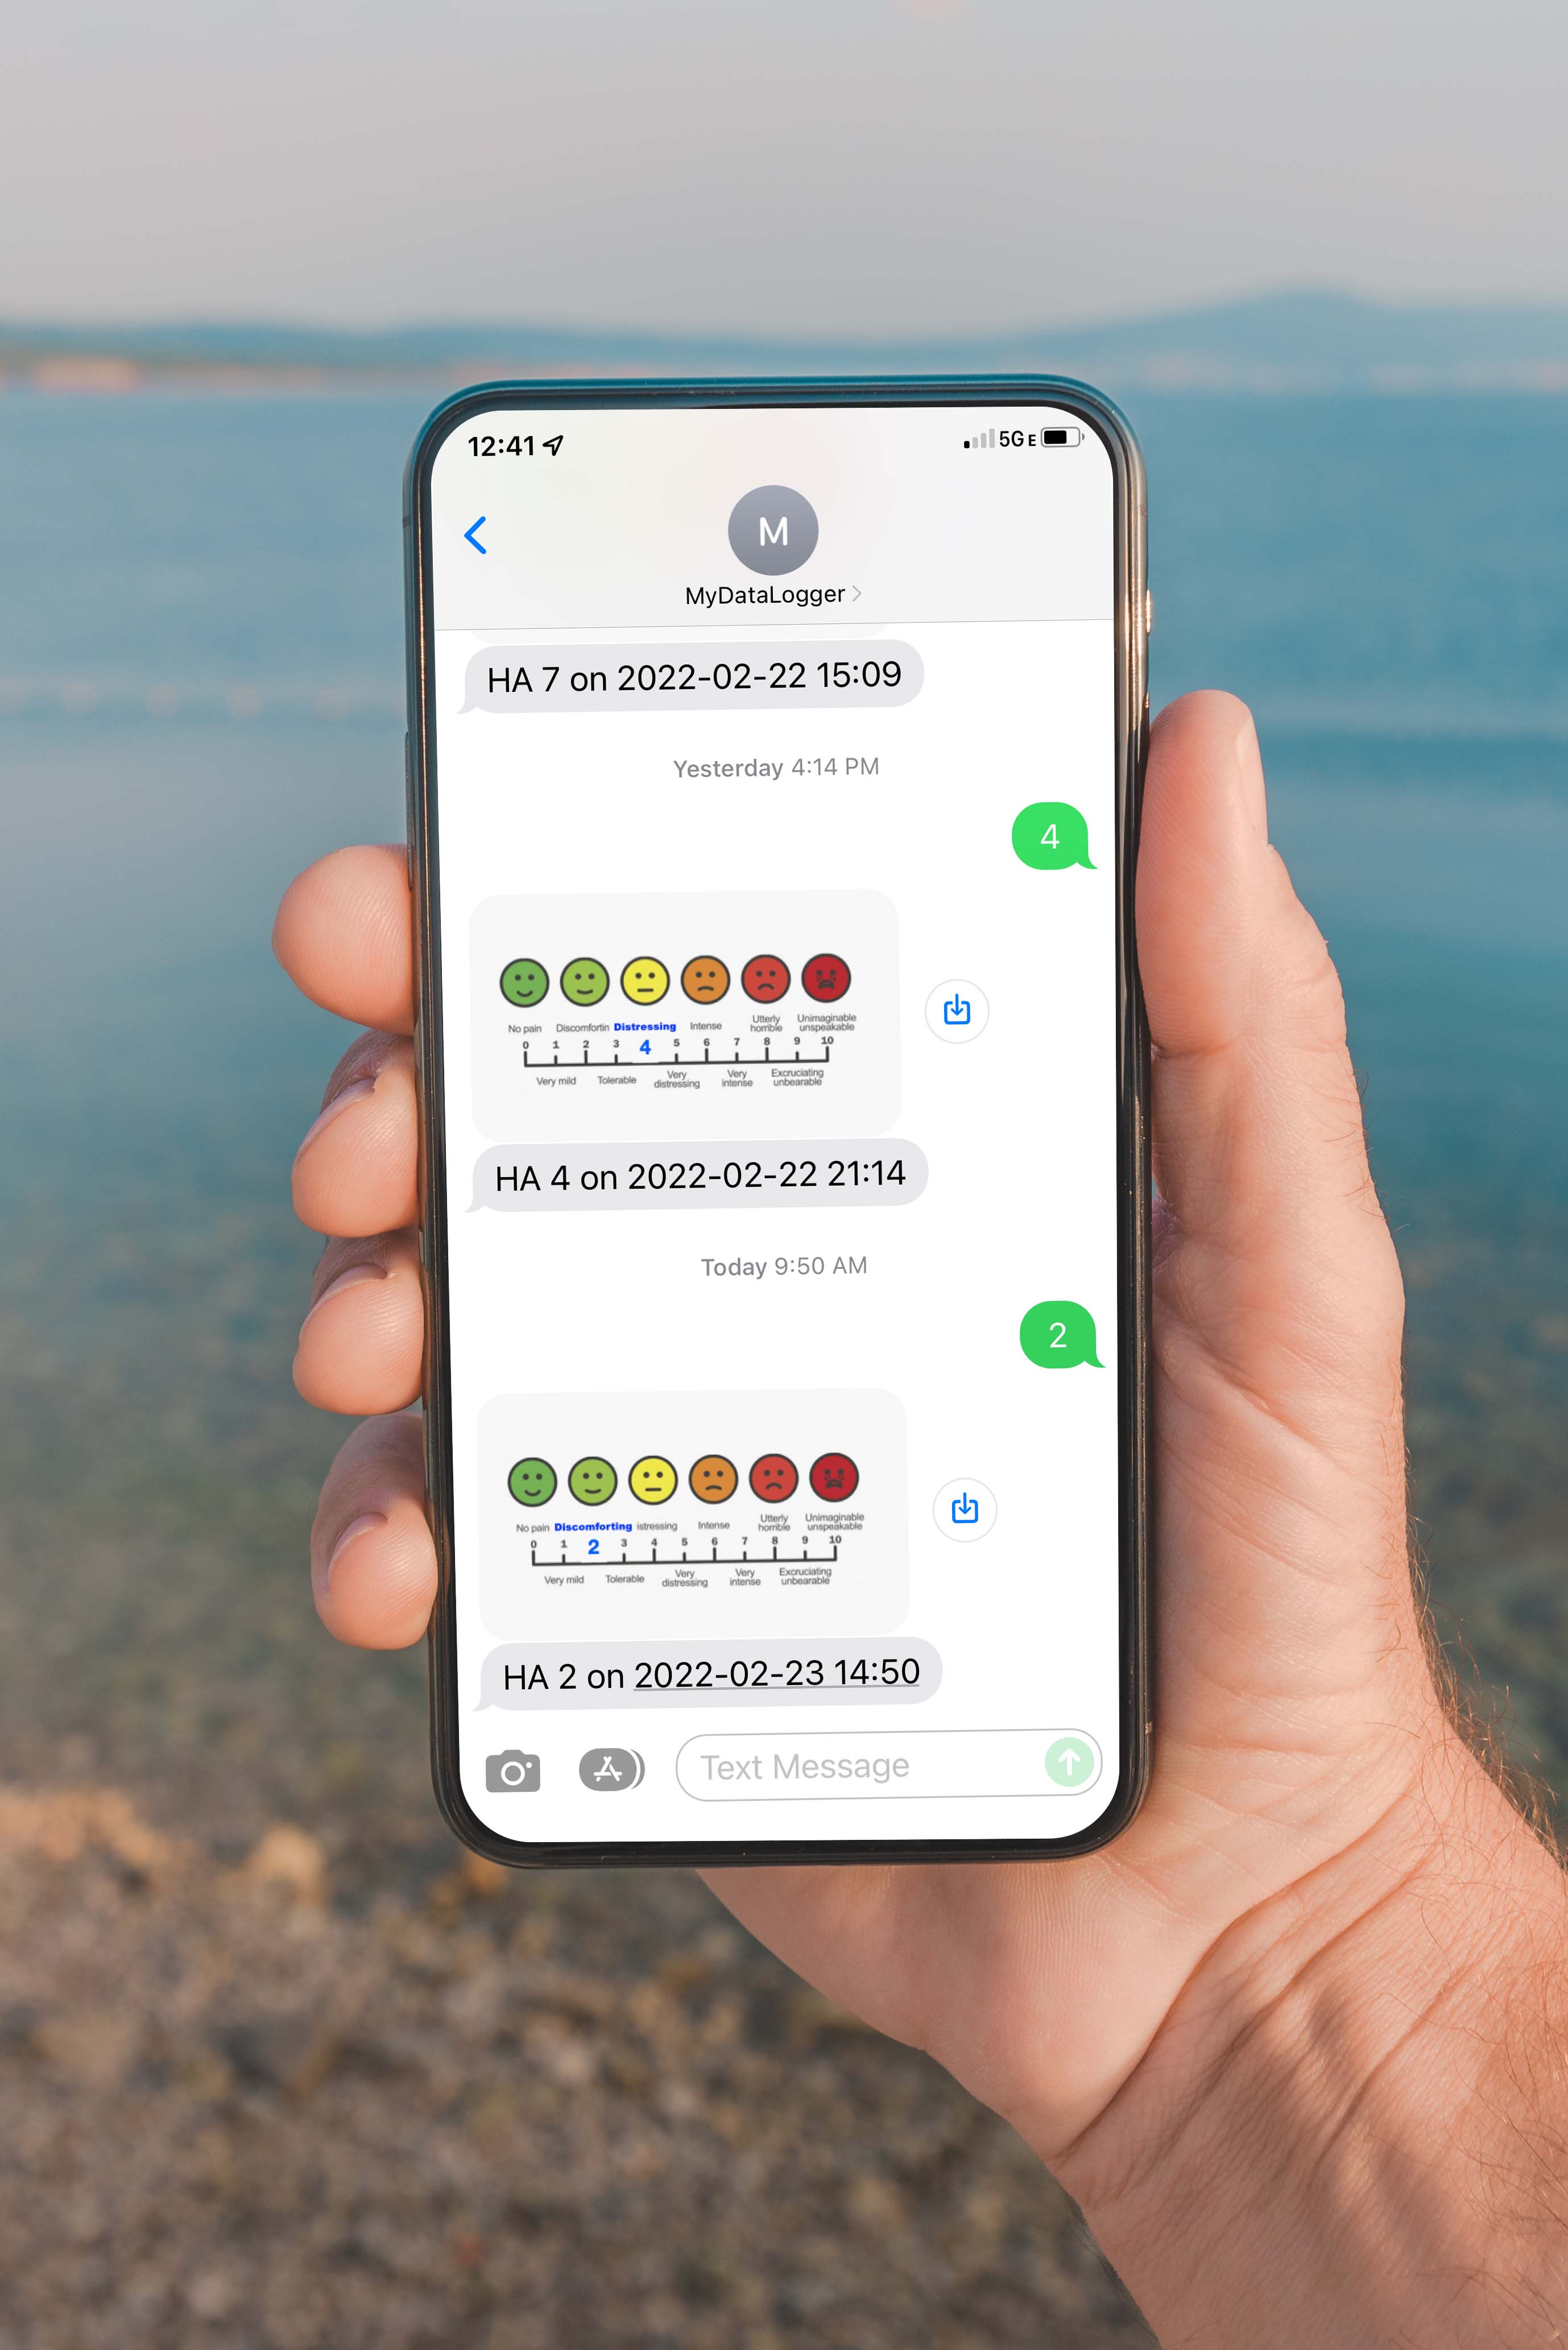 12:41
5G E
M
MyDataLogger
HA 7 on 2022-02-22 15:09
Yesterday 4:14 PM
4
No pain Discomfortin Distressing Intense Utterly horrible Unimaginable unspeakable
0 1 2 3 4 5 6 7 8 9 10
Very mild Tolerable Very distressing Very intense Excruciating unbearable
HA 4 on 2022-02-22 21:14
Today 9:50 AM
2
No pain Discomforting istressing Intense Utterly horrible Unimaginable unspeakable
0 1 2 3 4 5 6 7 8 9 10
Very mild Tolerable Very distressing Very intense Excruciating unbearable
HA 2 on 2022-02-23 14:50
Text Message